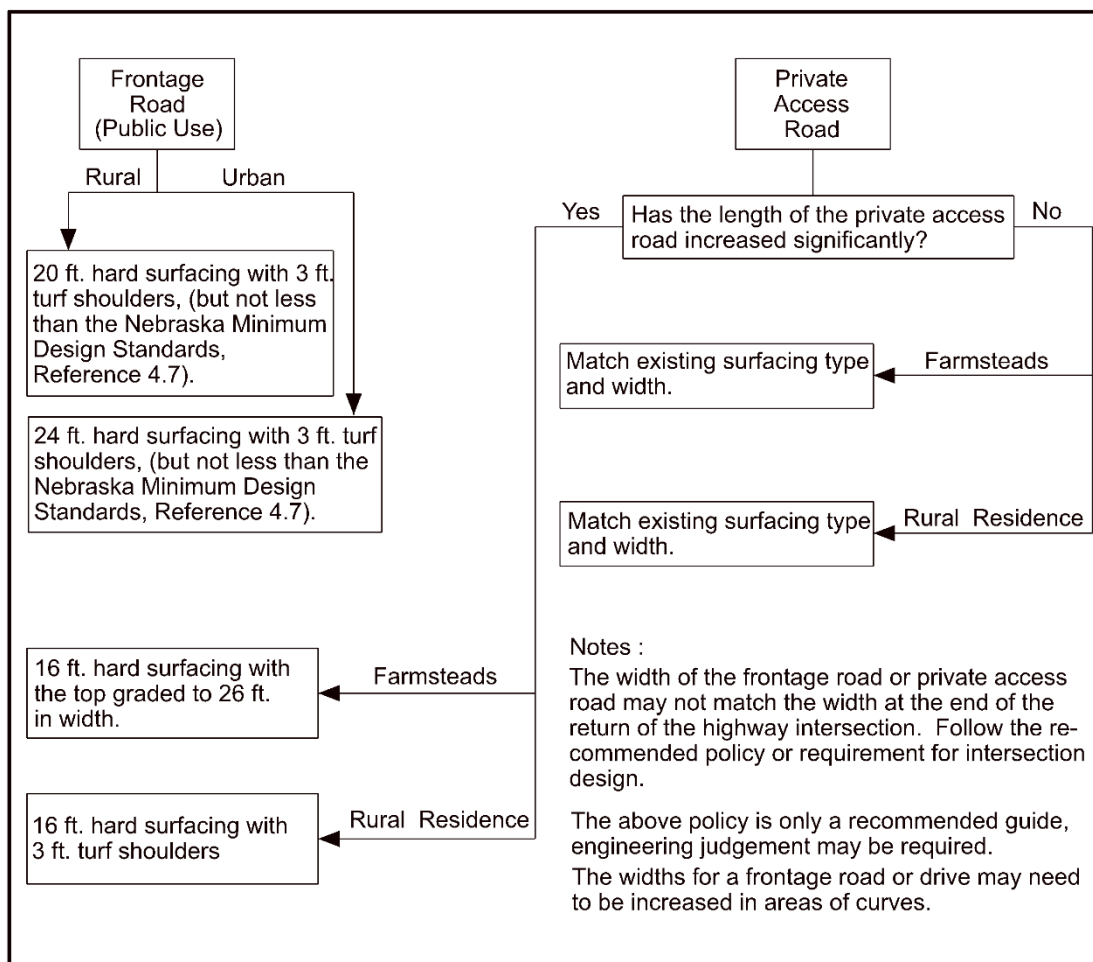 Frontage
Road
(Public Use)
Rural
Urban
20 ft. hard surfacing with 3 ft.
turf shoulders, (but not less
than the Nebraska Minimum
Design Standards,
Reference 4.7).
24 ft. hard surfacing with 3 ft. turf
shoulders, (but not less than the
Nebraska Minimum Design
Standards, Reference 4.7).
Private
Access
Road
Yes
Has the length of the private access
road increased significantly?
No
Match existing surfacing type
and width.
Farmsteads
Match existing surfacing type
and width.
Rural Residence
16 ft. hard surfacing with
the top graded to 26 ft.
in width.
Farmsteads
16 ft. hard surfacing with
3 ft. turf shoulders
Rural Residence
Notes :
The width of the frontage road or private access
road may not match the width at the end of the
return of the highway intersection. Follow the re-
commended policy or requirement for intersection
design.
The above policy is only a recommended guide,
engineering judgement may be required.
The widths for a frontage road or drive may need
to be increased in areas of curves.